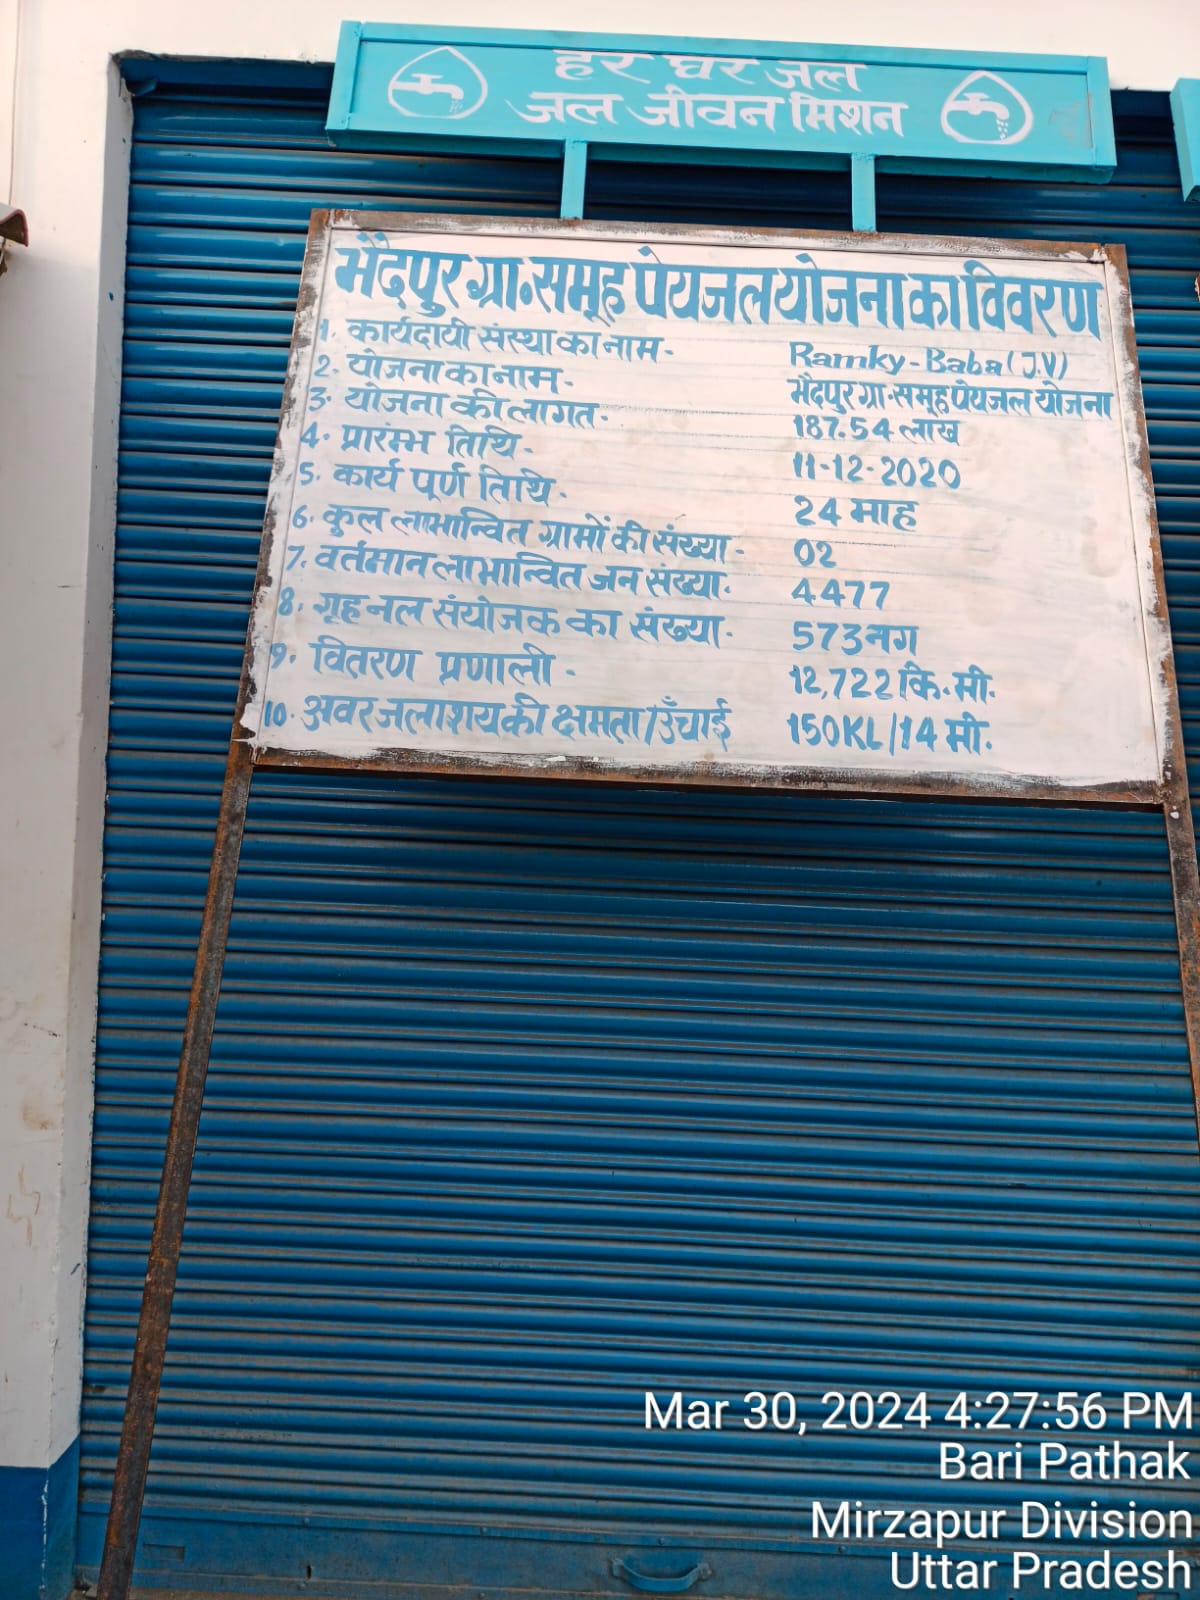 हर घर जल
जल जीवन मिशन
भैदपुर ग्रा॰समूह पेयजल योजना का विवरण
1. कार्यदायी संस्था का नाम - Ramky-Baba (J.V)
2. योजना का नाम - भैदपुर ग्रा.समूह पेयजल योजना
3. योजना की लागत - 187.54 लाख
4. प्रारंम्भ तिथि - 11-12-2020
5. कार्य पूर्ण तिथि - 24 माह
6. कुल लाभान्वित ग्रामों की संख्या - 02
7. वर्तमान लाभान्वित जन संख्या - 4477
8. गृह नल संयोजक का संख्या - 573 नग
9. वितरण प्रणाली - 12,722 कि.मी.
10. अवर जलाशय की क्षमता/उँचाई 150KL/14 मी.
Mar 30, 2024 4:27:56 PM
Bari Pathak
Mirzapur Division
Uttar Pradesh